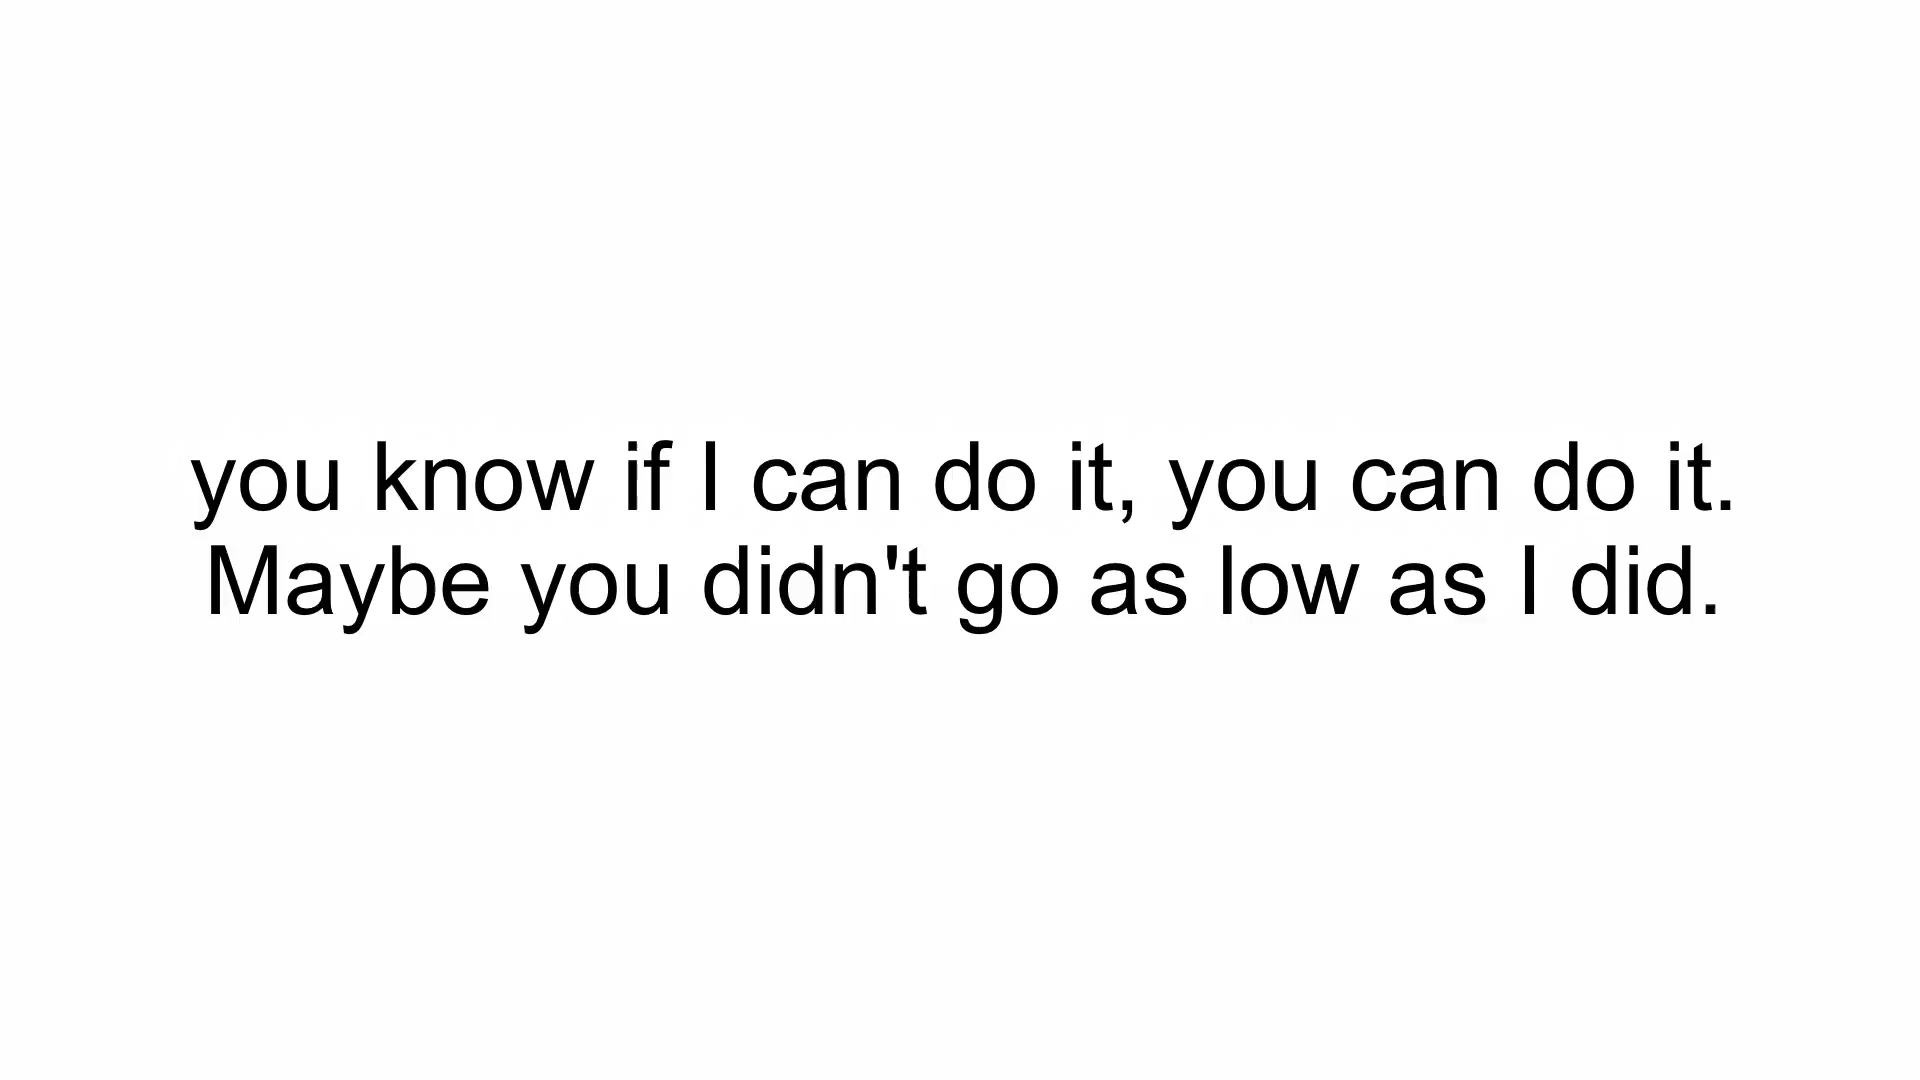 you know if I can do it, you can do it.
Maybe you didn't go as low as I did.